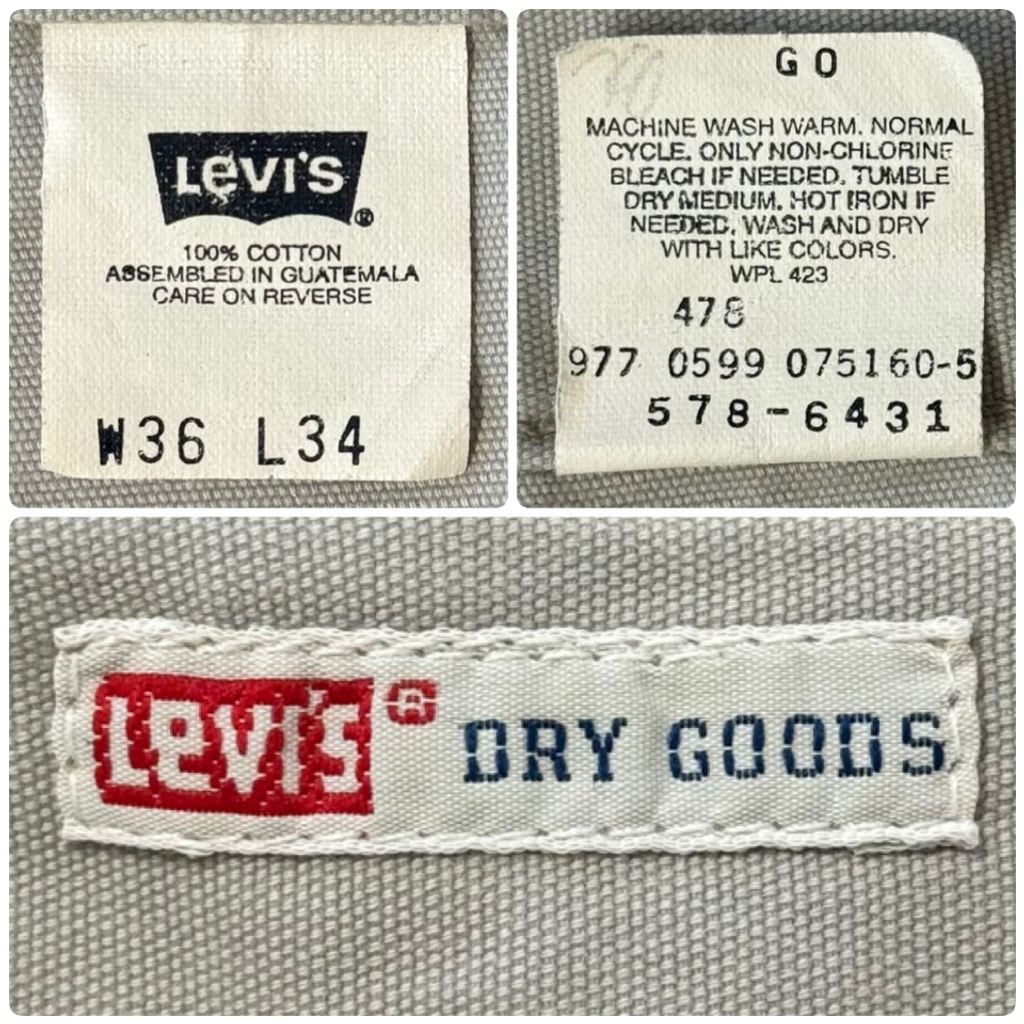 Levi's®
100% COTTON
ASSEMBLED IN GUATEMALA
CARE ON REVERSE
W36 L34
GO
MACHINE WASH WARM. NORMAL
CYCLE. ONLY NON-CHLORINE
BLEACH IF NEEDED. TUMBLE
DRY MEDIUM. HOT IRON IF
NEEDED. WASH AND DRY
WITH LIKE COLORS.
WPL 423
478
977 0599 075160-5
578-6431
Levi's® DRY GOODS